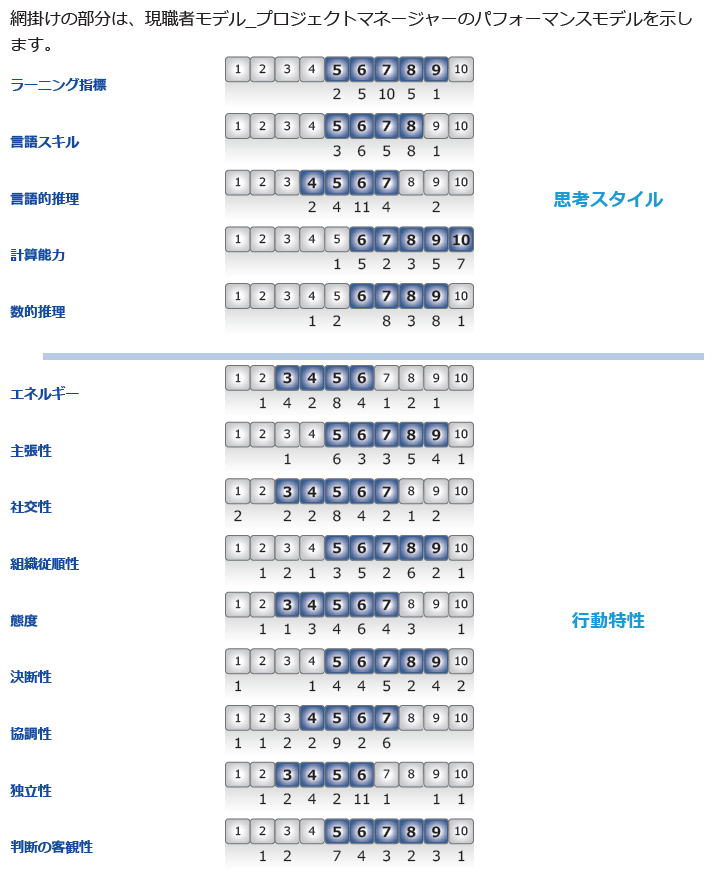 網掛けの部分は、現職者モデル_プロジェクトマネージャーのパフォーマンスモデルを示し
ます。
1 2 3 4 5 6 7 8 9 10
ラーニング指標
2 5 10 5 1
1 2 3 4 5 6 7 8 9 10
言語スキル
3 6 5 8 1
1 2 3 4 5 6 7 8 9 10
言語的推理
2 4 11 4 2
思考スタイル
1 2 3 4 5 6 7 8 9 10
計算能力
1 5 2 3 5 7
1 2 3 4 5 6 7 8 9 10
数的推理
1 2 8 3 8 1
1 2 3 4 5 6 7 8 9 10
エネルギー
1 4 2 8 4 1 2 1
1 2 3 4 5 6 7 8 9 10
主張性
1 6 3 3 5 4 1
1 2 3 4 5 6 7 8 9 10
社交性
2 2 2 8 4 2 1 2
1 2 3 4 5 6 7 8 9 10
組織従順性
1 2 1 3 5 2 6 2 1
1 2 3 4 5 6 7 8 9 10
態度
1 1 3 4 6 4 3 1
行動特性
1 2 3 4 5 6 7 8 9 10
決断性
1 1 4 4 5 2 4 2
1 2 3 4 5 6 7 8 9 10
協調性
1 1 2 2 9 2 6
1 2 3 4 5 6 7 8 9 10
独立性
1 2 4 2 11 1 1 1
1 2 3 4 5 6 7 8 9 10
判断の客観性
1 2 7 4 3 2 3 1